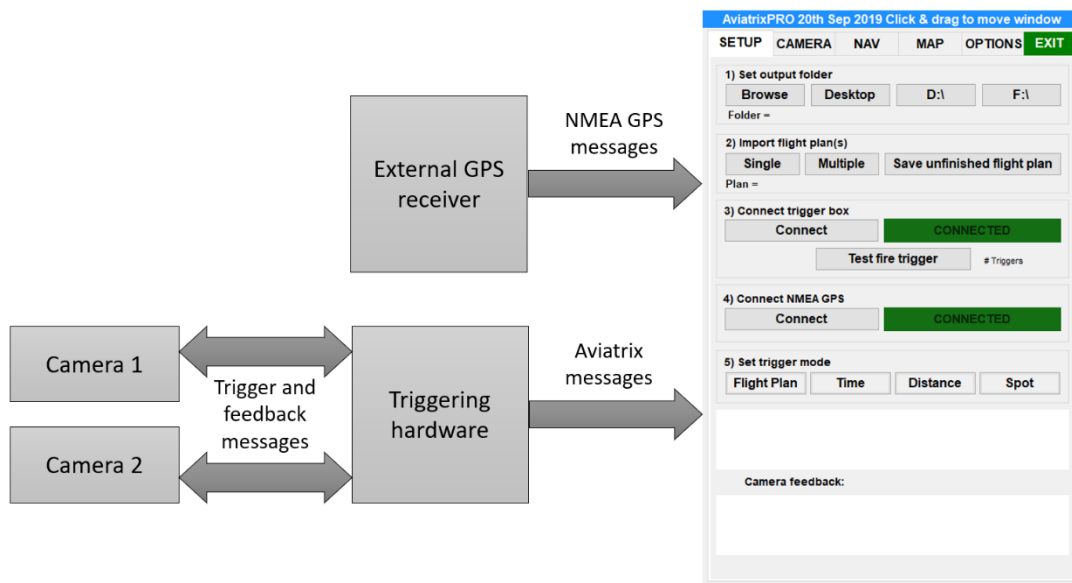 External GPS
receiver
NMEA GPS
messages
Camera 1
Camera 2
Trigger and
feedback
messages
Triggering
hardware
Aviatrix
messages
AviatrixPRO 20th Sep 2019 Click & drag to move window
SETUP CAMERA NAV MAP OPTIONS EXIT
1) Set output folder
Browse Desktop D:\ F:\
Folder =
2) Import flight plan(s)
Single Multiple Save unfinished flight plan
Plan =
3) Connect trigger box
Connect CONNECTED
Test fire trigger # Triggers
4) Connect NMEA GPS
Connect CONNECTED
5) Set trigger mode
Flight Plan Time Distance Spot
Camera feedback: